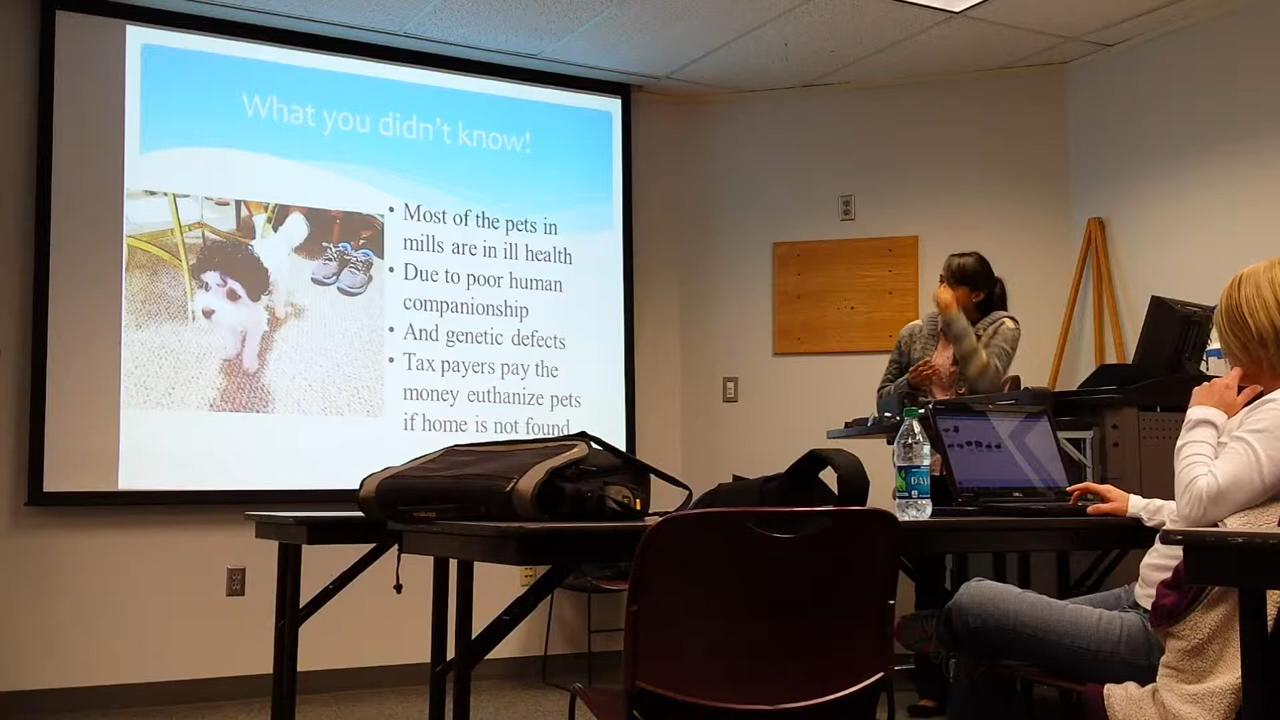 What you didn't know!
• Most of the pets in
mills are in ill health
• Due to poor human
companionship
• And genetic defects
• Tax payers pay the
money euthanize pets
if home is not found
DELL